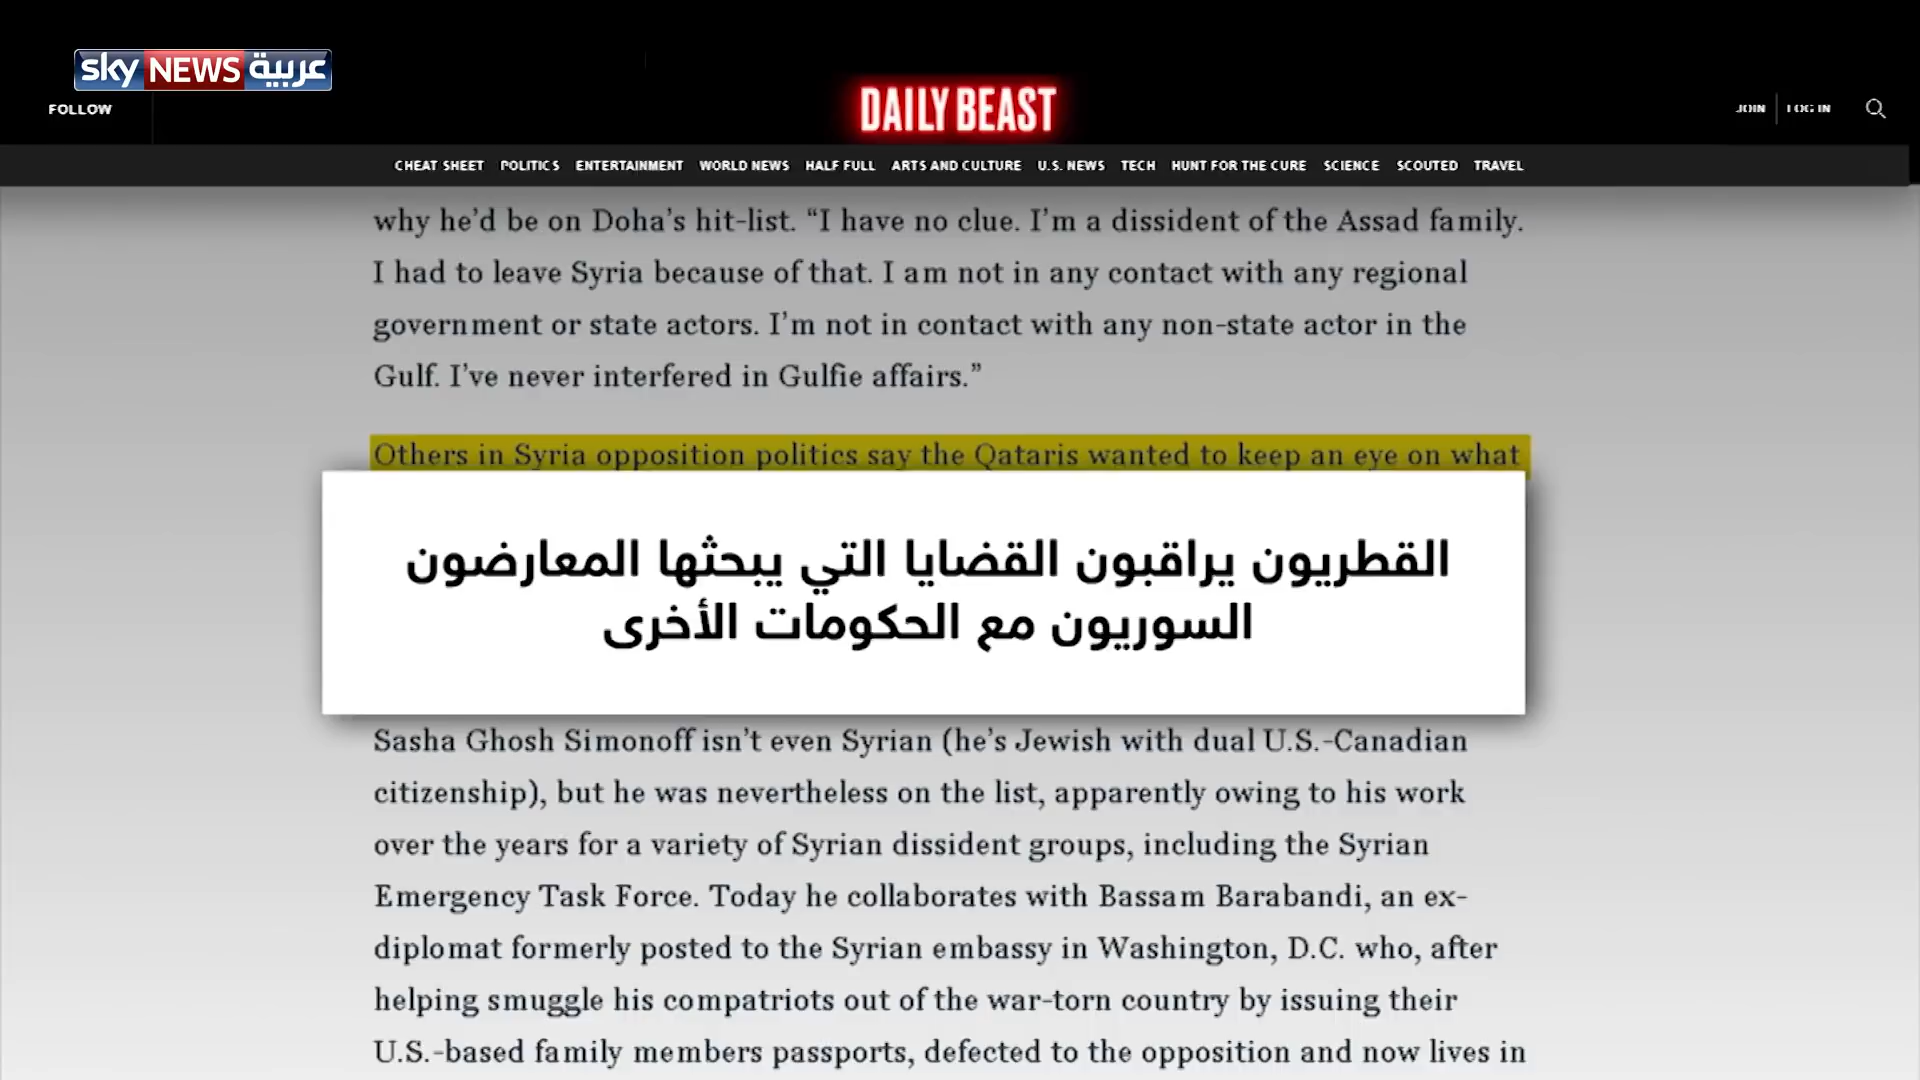 sky NEWS عربية
FOLLOW
DAILY BEAST
JOIN
LOG IN
CHEAT SHEET POLITICS ENTERTAINMENT WORLD NEWS HALF FULL ARTS AND CULTURE U.S. NEWS TECH HUNT FOR THE CURE SCIENCE SCOUTED TRAVEL
why he’d be on Doha’s hit-list. “I have no clue. I’m a dissident of the Assad family.
I had to leave Syria because of that. I am not in any contact with any regional
government or state actors. I’m not in contact with any non-state actor in the
Gulf. I’ve never interfered in Gulfie affairs.”
Others in Syria opposition politics say the Qataris wanted to keep an eye on what
القطريون يراقبون القضايا التي يبحثها المعارضون
السوريون مع الحكومات الأخرى
Sasha Ghosh Simonoff isn’t even Syrian (he’s Jewish with dual U.S.-Canadian
citizenship), but he was nevertheless on the list, apparently owing to his work
over the years for a variety of Syrian dissident groups, including the Syrian
Emergency Task Force. Today he collaborates with Bassam Barabandi, an ex-
diplomat formerly posted to the Syrian embassy in Washington, D.C. who, after
helping smuggle his compatriots out of the war-torn country by issuing their
U.S.-based family members passports, defected to the opposition and now lives in